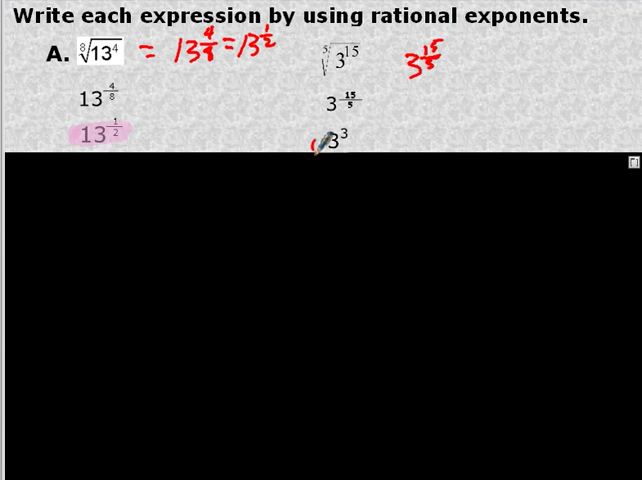 Write each expression by using rational exponents.
A. ⁸√13⁴ = 13^(4/8) = 13^(1/2)
13^(4/8)
13^(1/2)
⁵√3¹⁵ 3^(15/5)
3^(15/5)
3³